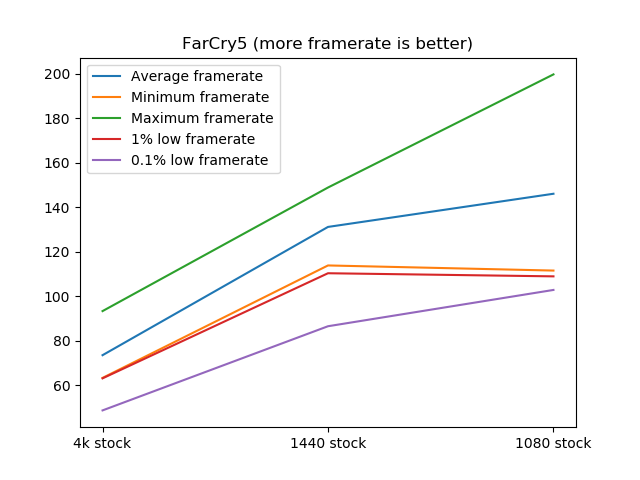 FarCry5 (more framerate is better)
Average framerate
Minimum framerate
Maximum framerate
1% low framerate
0.1% low framerate
200
180
160
140
120
100
80
60
4k stock 1440 stock 1080 stock